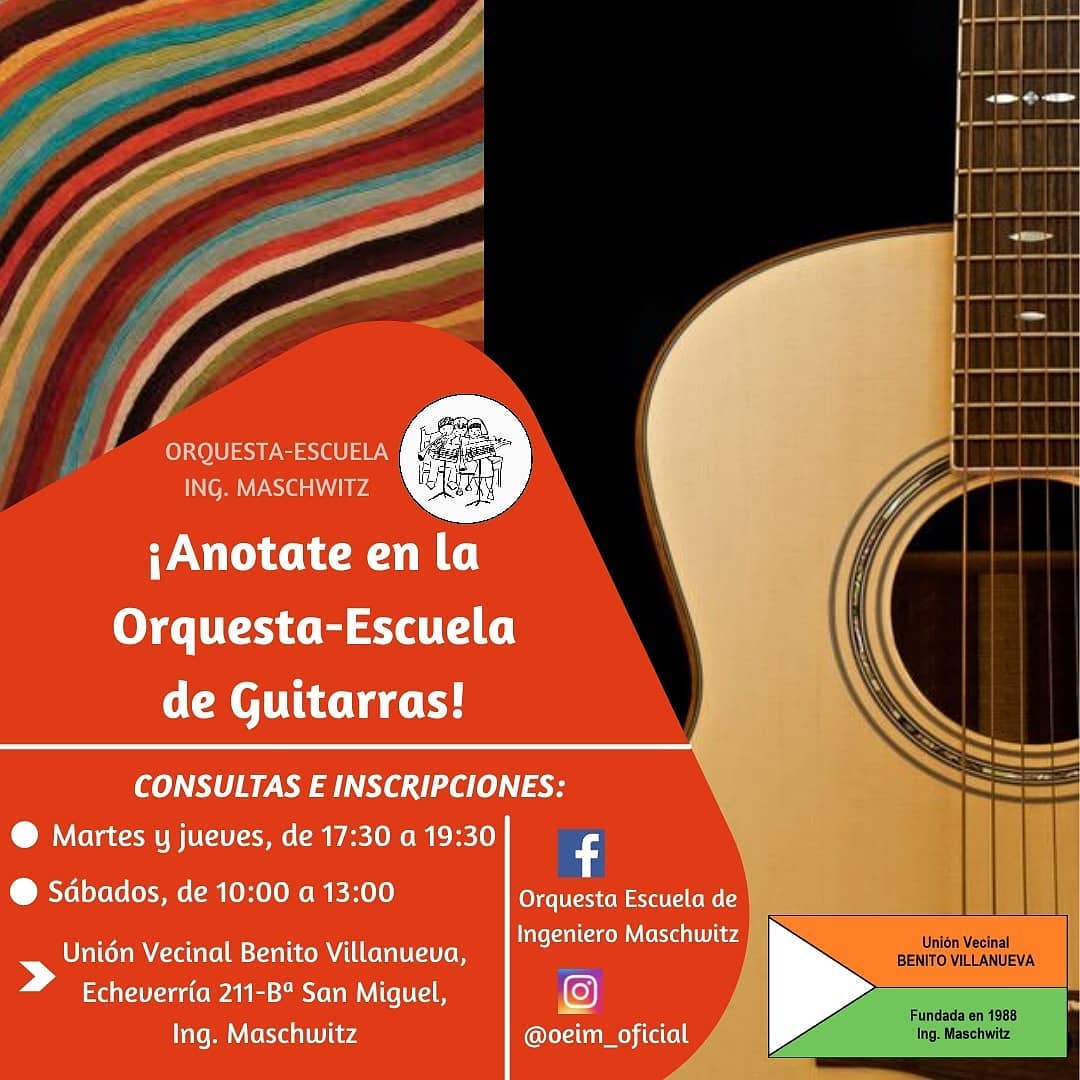 ORQUESTA-ESCUELA
ING. MASCHWITZ
¡Anotate en la
Orquesta-Escuela
de Guitarras!
CONSULTAS E INSCRIPCIONES:
Martes y jueves, de 17:30 a 19:30
Sábados, de 10:00 a 13:00
Unión Vecinal Benito Villanueva,
Echeverría 211-Bª San Miguel,
Ing. Maschwitz
Orquesta Escuela de
Ingeniero Maschwitz
@oeim_oficial
Unión Vecinal
BENITO VILLANUEVA
Fundada en 1988
Ing. Maschwitz